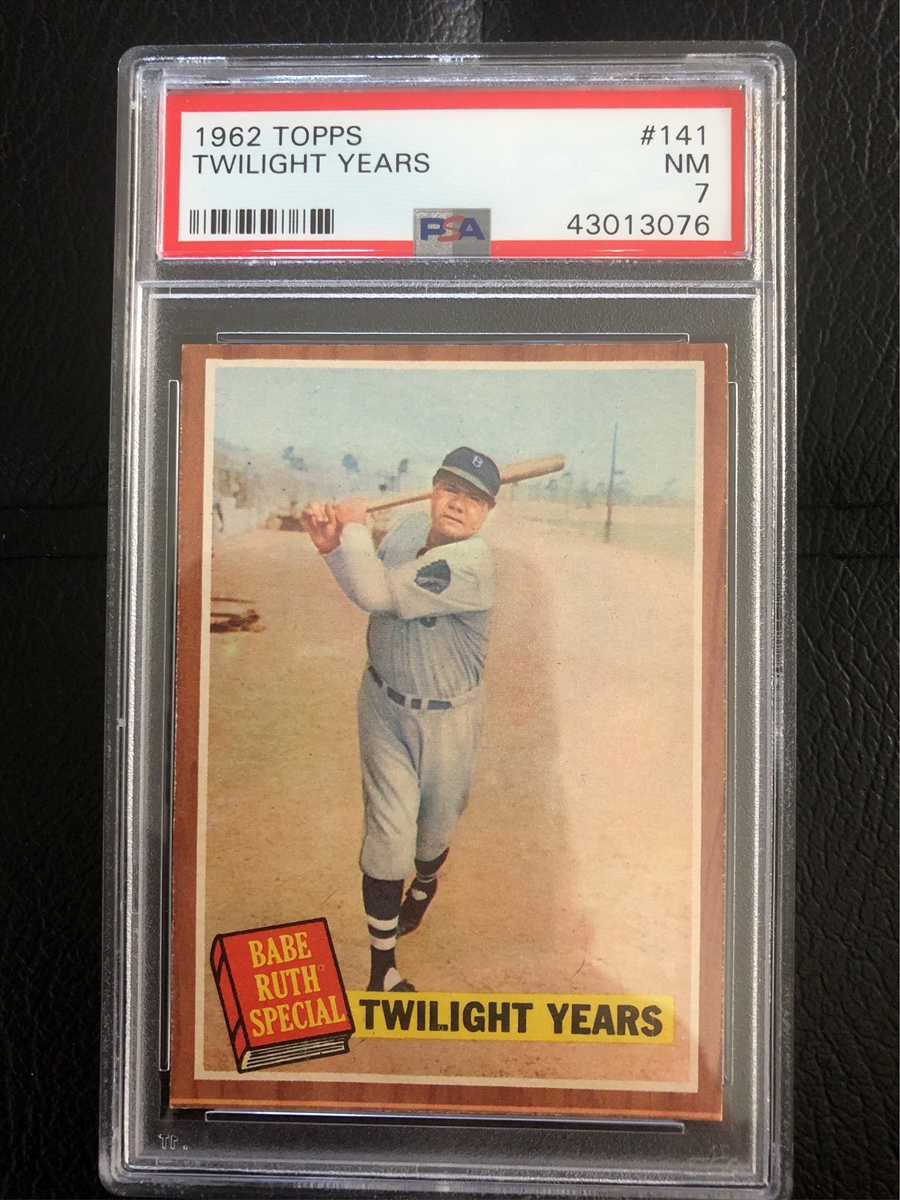 1962 TOPPS #141
TWILIGHT YEARS NM
7
43013076
PSA
B
BABE
RUTH
SPECIAL
TWILIGHT YEARS